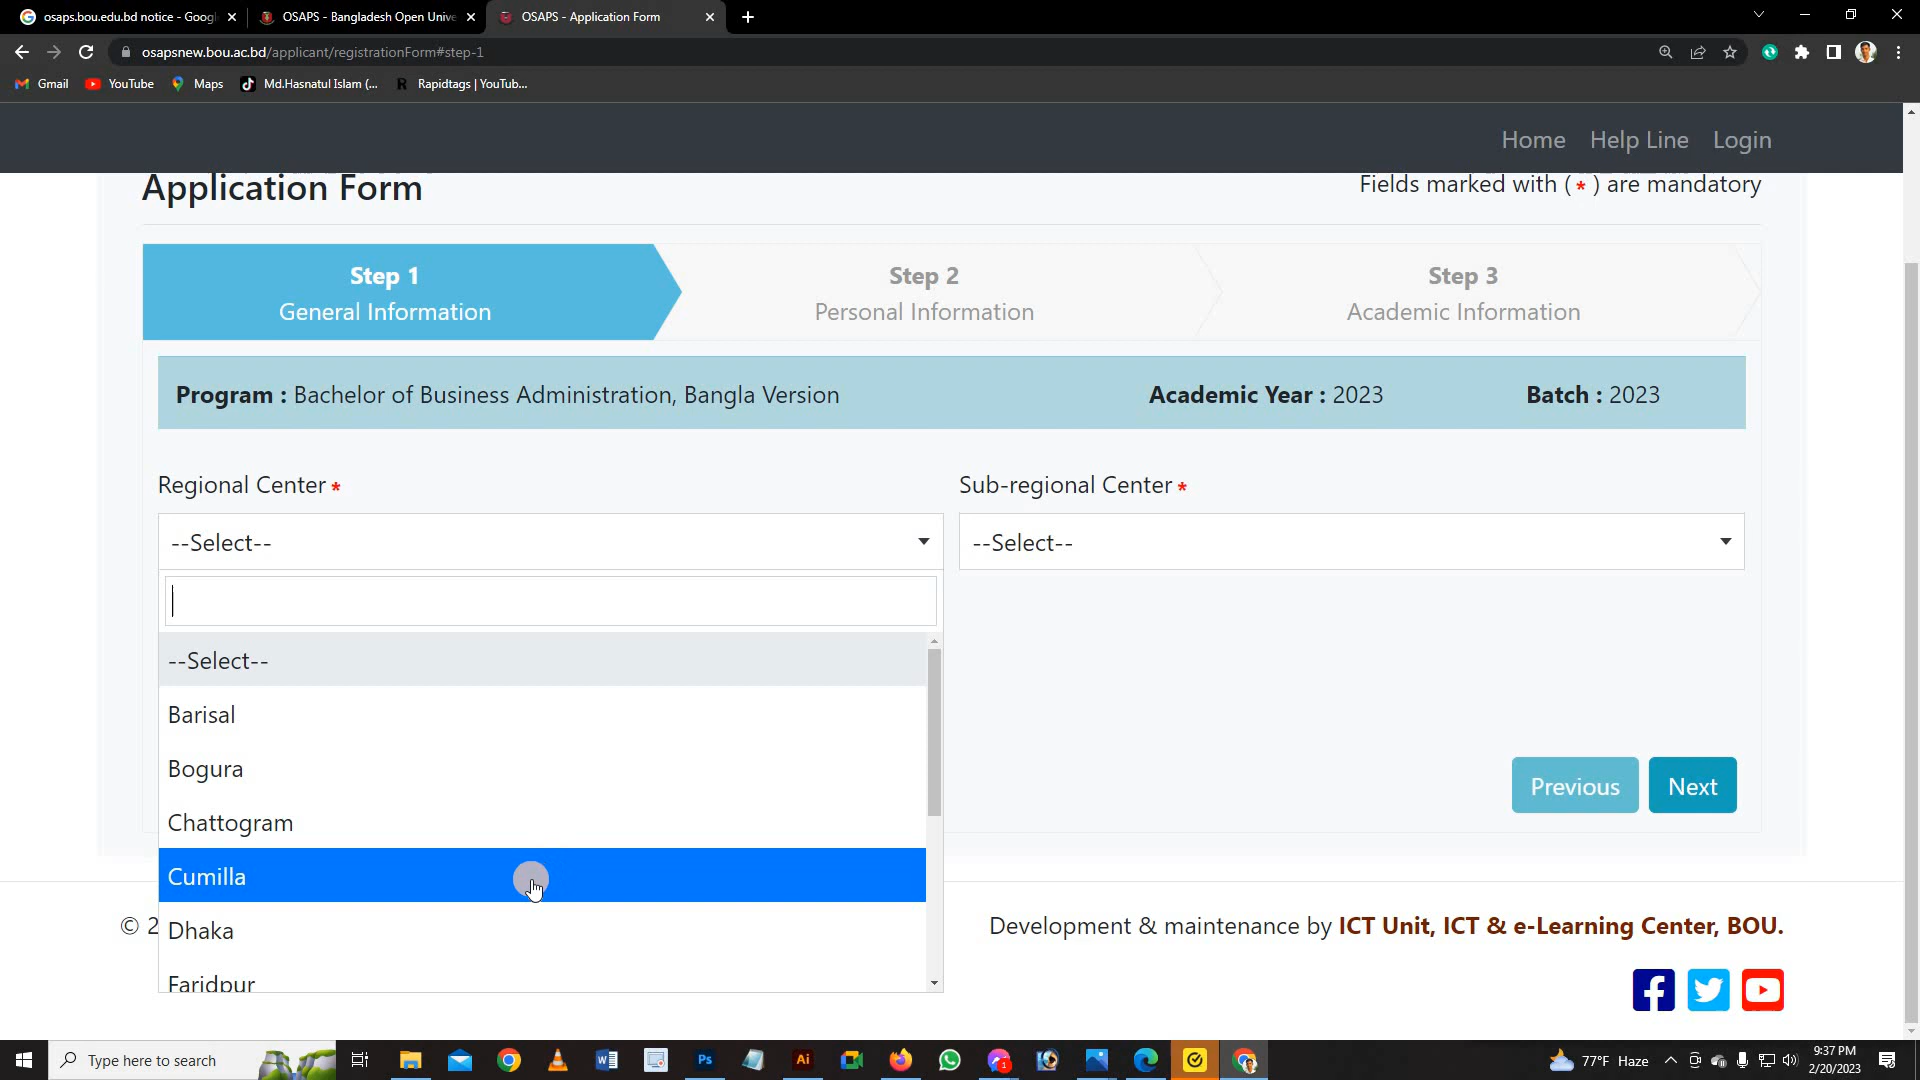 osaps.bou.edu.bd notice - Googl
OSAPS - Bangladesh Open Unive
OSAPS - Application Form
osapsnew.bou.ac.bd/applicant/registrationForm#step-1
Gmail
YouTube
Maps
Md.Hasnatul Islam (...
Rapidtags | YouTub...
Home
Help Line
Login
Application Form
Fields marked with ( * ) are mandatory
Step 1
General Information
Step 2
Personal Information
Step 3
Academic Information
Program : Bachelor of Business Administration, Bangla Version
Academic Year : 2023
Batch : 2023
Regional Center *
Sub-regional Center *
--Select--
--Select--
--Select--
Barisal
Bogura
Chattogram
Cumilla
Dhaka
Faridpur
Previous
Next
© 2
Development & maintenance by ICT Unit, ICT & e-Learning Center, BOU.
Type here to search
77°F Haze
9:37 PM
2/20/2023